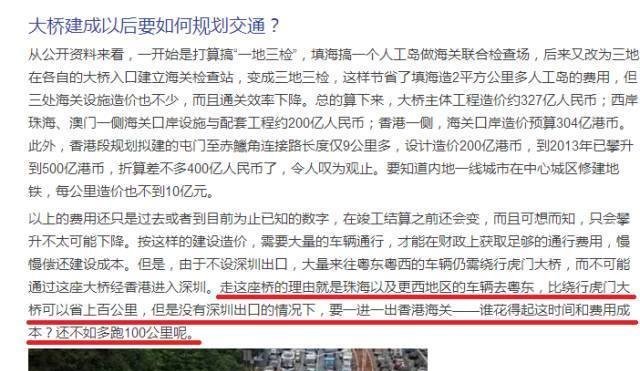 大桥建成以后要如何规划交通？
从公开资料来看，一开始是打算搞“一地三检”，填海搞一个人工岛做海关联合检查场，后来又改为三地
在各自的大桥入口建立海关检查站，变成三地三检，这样节省了填海造2平方公里多人工岛的费用，但
三处海关设施造价也不少，而且通关效率下降。总的算下来，大桥主体工程造价约327亿人民币；西岸
珠海、澳门一侧海关口岸设施与配套工程约200亿人民币；香港一侧，海关口岸造价预算304亿港币。
此外，香港段规划拟建的屯门至赤鱲角连接路长度仅9公里多，设计造价200亿港币，到2013年已攀升
到500亿港币，折算差不多400亿人民币了，令人叹为观止。要知道内地一线城市在中心城区修建地
铁，每公里造价也不到10亿元。
以上的费用还只是过去或者到目前为止已知的数字，在竣工结算之前还会变，而且可想而知，只会攀
升不太可能下降。按这样的建设造价，需要大量的车辆通行，才能在财政上获取足够的通行费用，慢
慢偿还建设成本。但是，由于不设深圳出口，大量来往粤东粤西的车辆仍需绕行虎门大桥，而不可能
通过这座大桥经香港进入深圳。走这座桥的理由就是珠海以及更西地区的车辆去粤东，比绕行虎门大
桥可以省上百公里，但是没有深圳出口的情况下，要一进一出香港海关——谁花得起这时间和费用成
本？还不如多跑100公里呢。